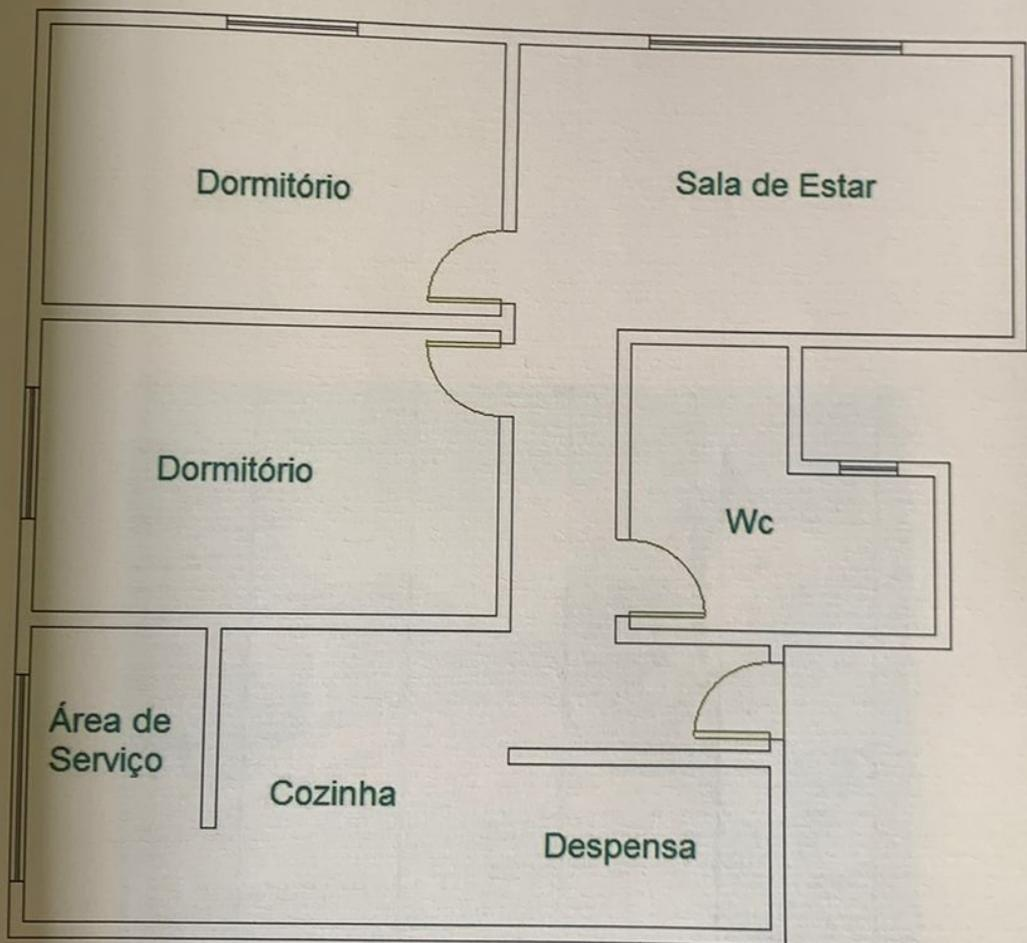 Dormitório
Sala de Estar
Dormitório
Wc
Área de
Serviço
Cozinha
Despensa